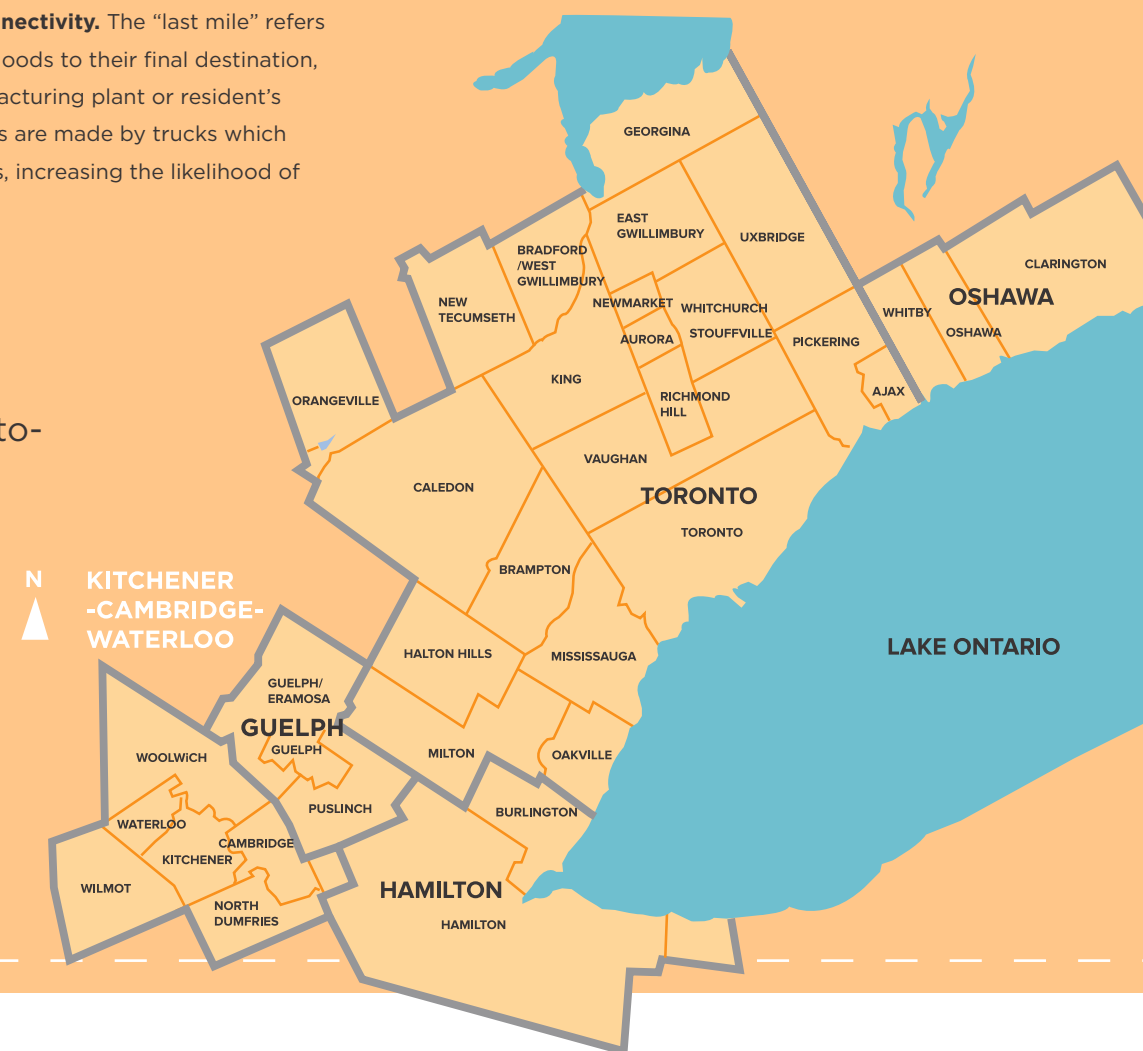 nectivity. The “last mile” refers
oods to their final destination,
acturing plant or resident’s
s are made by trucks which
s, increasing the likelihood of
to-
GEORGINA
EAST
GWILLIMBURY
UXBRIDGE
BRADFORD
/WEST
GWILLIMBURY
CLARINGTON
OSHAWA
NEW
TECUMSETH
NEWMARKET
WHITCHURCH
STOUFFVILLE
WHITBY
OSHAWA
AURORA
PICKERING
KING
AJAX
ORANGEVILLE
RICHMOND
HILL
VAUGHAN
CALEDON
TORONTO
TORONTO
BRAMPTON
N
KITCHENER
-CAMBRIDGE-
WATERLOO
LAKE ONTARIO
HALTON HILLS
MISSISSAUGA
GUELPH/
ERAMOSA
GUELPH
GUELPH
WOOLWiCH
MILTON
OAKVILLE
PUSLINCH
BURLINGTON
WATERLOO
CAMBRIDGE
KITCHENER
WILMOT
HAMILTON
HAMILTON
NORTH
DUMFRIES